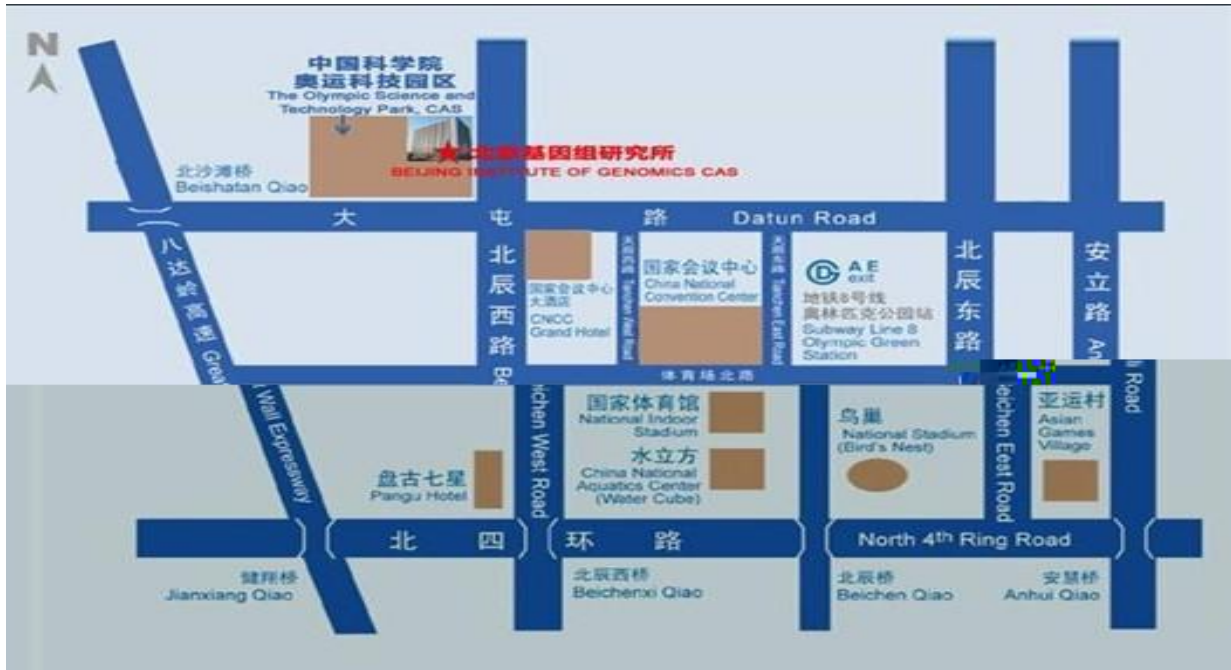 N
中国科学院
奥运科技园区
The Olympic Science and
Technology Park, CAS
北京基因组研究所
BEIJING INSTITUTE OF GENOMICS CAS
北沙滩桥
Beishatan Qiao
大 屯 路 Datun Road
八达岭高速 Great Wall Expressway
北辰西路 Beichen West Road
国家会议中心
大酒店
CNCC
Grand Hotel
天辰西路 Tianchen West Road
国家会议中心
China National
Convention Center
天辰东路 Tianchen East Road
A E
exit
地铁8号线
奥林匹克公园站
Subway Line 8
Olympic Green
Station
北辰东路
Beichen Eest Road
安立路
Road
体育场北路
国家体育馆
National Indoor
Stadium
水立方
China National
Aquatics Center
(Water Cube)
鸟巢
National Stadium
(Bird's Nest)
亚运村
Asian
Games
Village
盘古七星
Pangu Hotel
北 四 环 路 North 4th Ring Road
健翔桥
Jianxiang Qiao
北辰西桥
Beichenxi Qiao
北辰桥
Beichen Qiao
安慧桥
Anhui Qiao